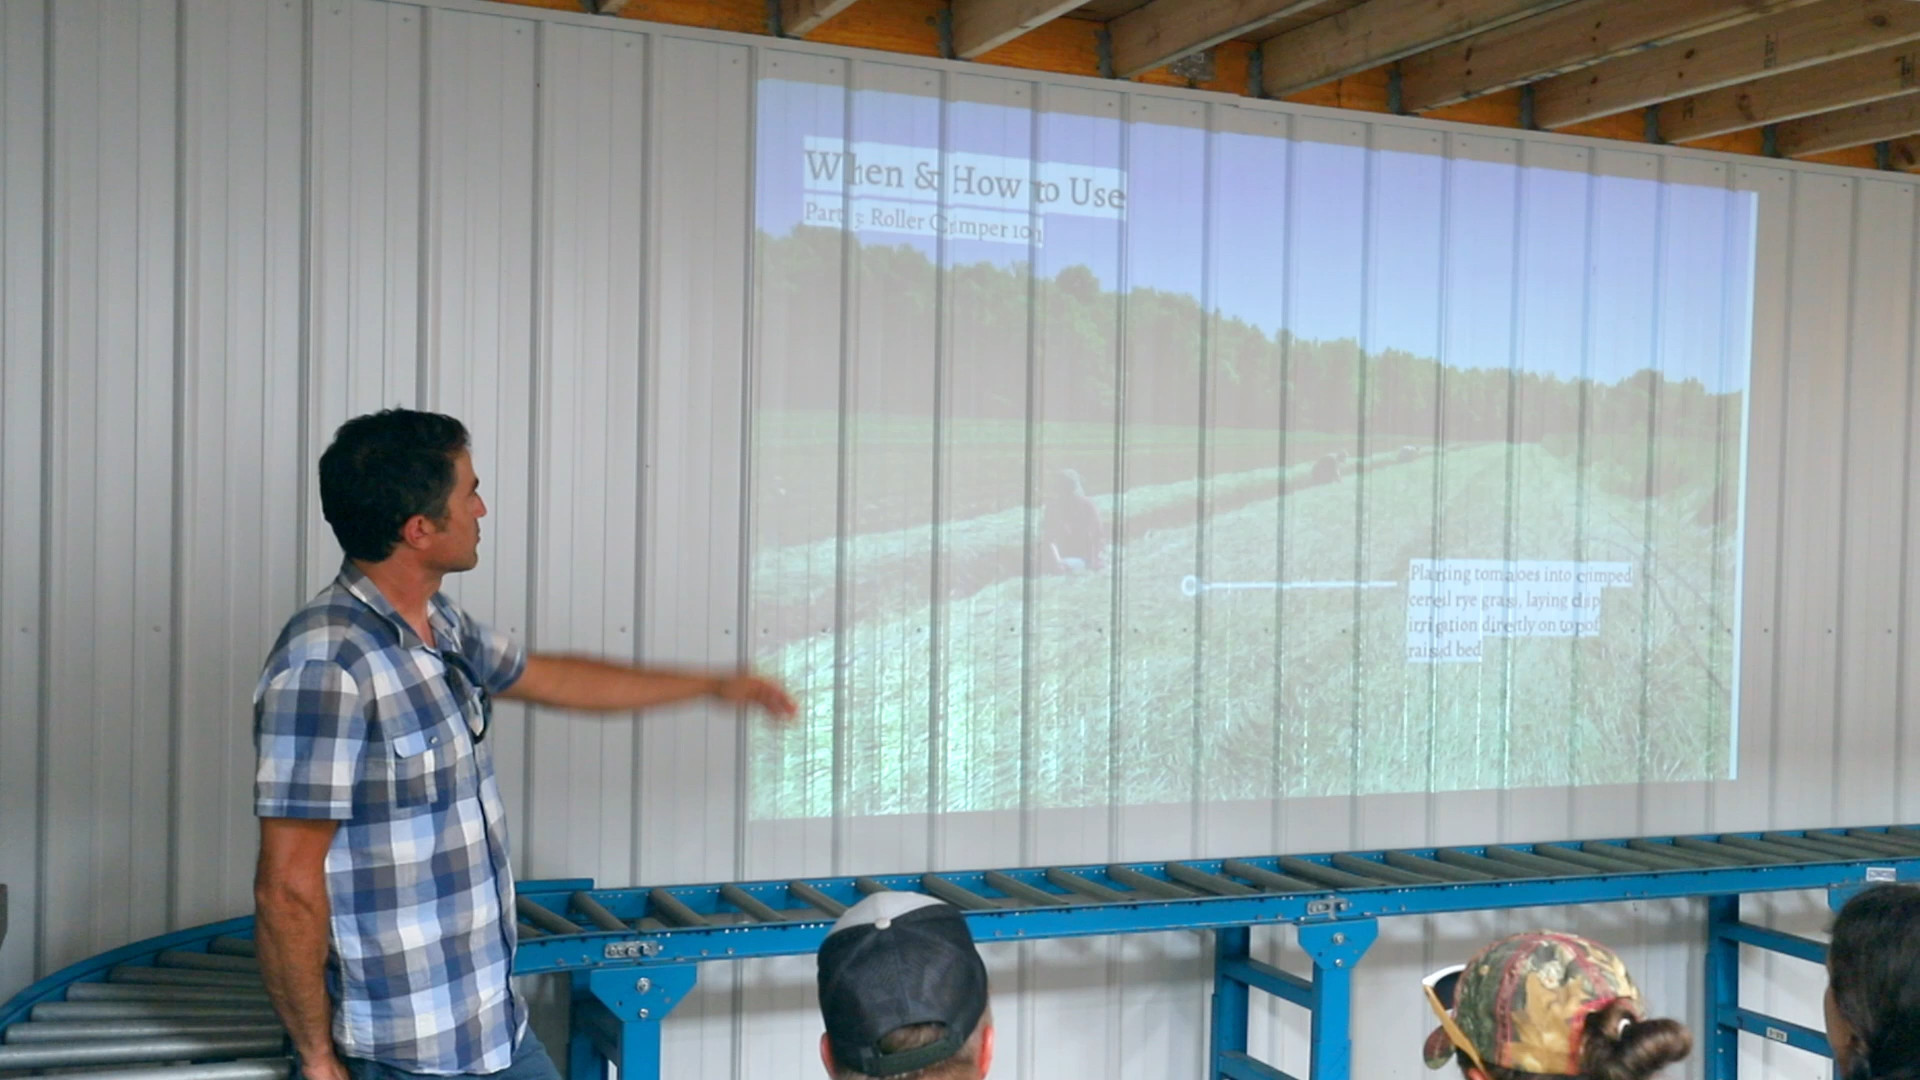 When & How to Use
Part 3: Roller Crimper 101
Planting tomatoes into crimped
cereal rye grass, laying drip
irrigation directly on top of
raised bed